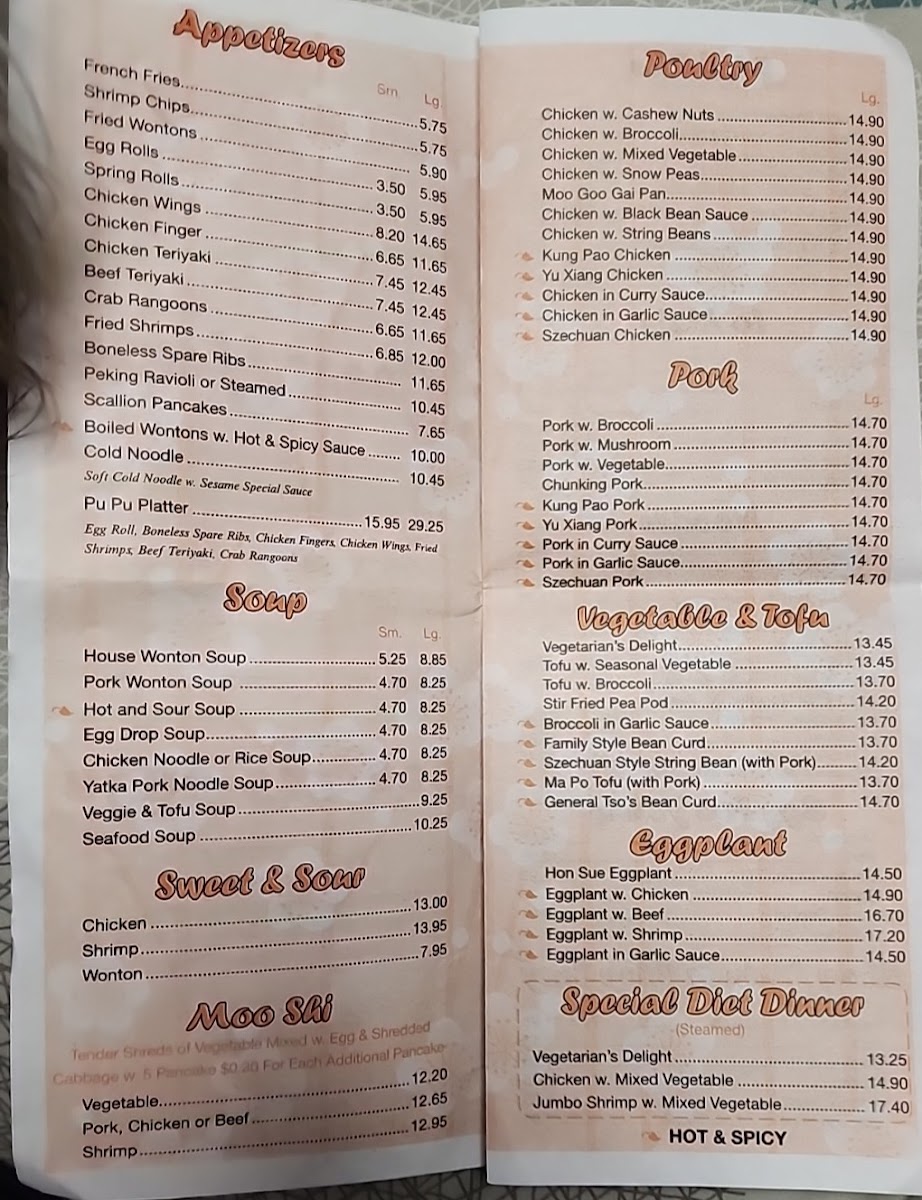 Appetizers
Sm. Lg.
French Fries 5.75
Shrimp Chips 5.75
Fried Wontons 5.90
Egg Rolls 3.50 5.95
Spring Rolls 3.50 5.95
Chicken Wings 8.20 14.65
Chicken Finger 6.65 11.65
Chicken Teriyaki 7.45 12.45
Beef Teriyaki 7.45 12.45
Crab Rangoons 6.65 11.65
Fried Shrimps 6.85 12.00
Boneless Spare Ribs 11.65
Peking Ravioli or Steamed 10.45
Scallion Pancakes 7.65
Boiled Wontons w. Hot & Spicy Sauce 10.00
Cold Noodle 10.45
Soft Cold Noodle w. Sesame Special Sauce
Pu Pu Platter 15.95 29.25
Egg Roll, Boneless Spare Ribs, Chicken Fingers, Chicken Wings, Fried
Shrimps, Beef Teriyaki, Crab Rangoons
Soup
Sm. Lg.
House Wonton Soup 5.25 8.85
Pork Wonton Soup 4.70 8.25
Hot and Sour Soup 4.70 8.25
Egg Drop Soup 4.70 8.25
Chicken Noodle or Rice Soup 4.70 8.25
Yatka Pork Noodle Soup 4.70 8.25
Veggie & Tofu Soup 9.25
Seafood Soup 10.25
Sweet & Sour
Chicken 13.00
Shrimp 13.95
Wonton 7.95
Moo Shi
Tender Shreds of Vegetable Mixed w. Egg & Shredded
Cabbage w. 5 Pancake $0.20 For Each Additional Pancake
Vegetable 12.20
Pork, Chicken or Beef 12.65
Shrimp 12.95
Poultry
Lg.
Chicken w. Cashew Nuts 14.90
Chicken w. Broccoli 14.90
Chicken w. Mixed Vegetable 14.90
Chicken w. Snow Peas 14.90
Moo Goo Gai Pan 14.90
Chicken w. Black Bean Sauce 14.90
Chicken w. String Beans 14.90
Kung Pao Chicken 14.90
Yu Xiang Chicken 14.90
Chicken in Curry Sauce 14.90
Chicken in Garlic Sauce 14.90
Szechuan Chicken 14.90
Pork
Lg.
Pork w. Broccoli 14.70
Pork w. Mushroom 14.70
Pork w. Vegetable 14.70
Chunking Pork 14.70
Kung Pao Pork 14.70
Yu Xiang Pork 14.70
Pork in Curry Sauce 14.70
Pork in Garlic Sauce 14.70
Szechuan Pork 14.70
Vegetable & Tofu
Vegetarian's Delight 13.45
Tofu w. Seasonal Vegetable 13.45
Tofu w. Broccoli 13.70
Stir Fried Pea Pod 14.20
Broccoli in Garlic Sauce 13.70
Family Style Bean Curd 13.70
Szechuan Style String Bean (with Pork) 14.20
Ma Po Tofu (with Pork) 13.70
General Tso's Bean Curd 14.70
Eggplant
Hon Sue Eggplant 14.50
Eggplant w. Chicken 14.90
Eggplant w. Beef 16.70
Eggplant w. Shrimp 17.20
Eggplant in Garlic Sauce 14.50
Special Diet Dinner
(Steamed)
Vegetarian's Delight 13.25
Chicken w. Mixed Vegetable 14.90
Jumbo Shrimp w. Mixed Vegetable 17.40
HOT & SPICY